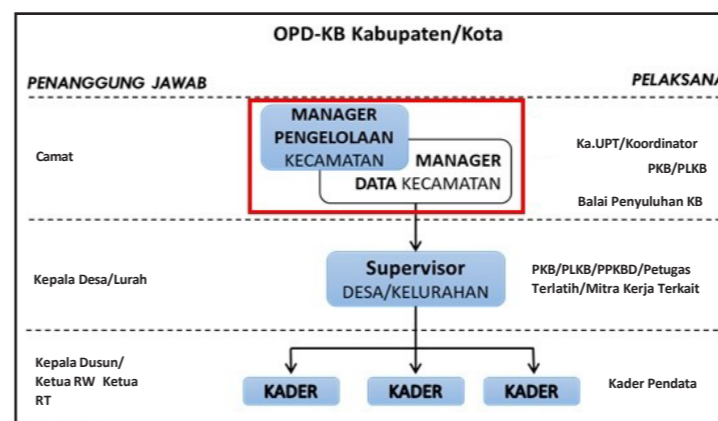 OPD-KB Kabupaten/Kota
PENANGGUNG JAWAB
PELAKSANA
MANAGER
PENGELOLAAN
KECAMATAN
MANAGER
DATA KECAMATAN
Camat
Ka.UPT/Koordinator
PKB/PLKB
Balai Penyuluhan KB
Kepala Desa/Lurah
Supervisor
DESA/KELURAHAN
PKB/PLKB/PPKBD/Petugas
Terlatih/Mitra Kerja Terkait
Kepala Dusun/
Ketua RW Ketua
RT
KADER
KADER
KADER
Kader Pendata